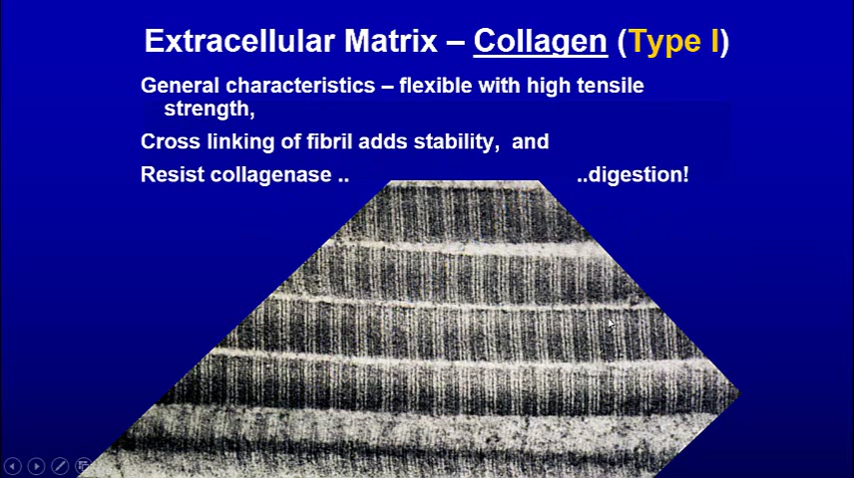 Extracellular Matrix – Collagen (Type I)
General characteristics – flexible with high tensile
strength,
Cross linking of fibril adds stability, and
Resist collagenase .. ..digestion!